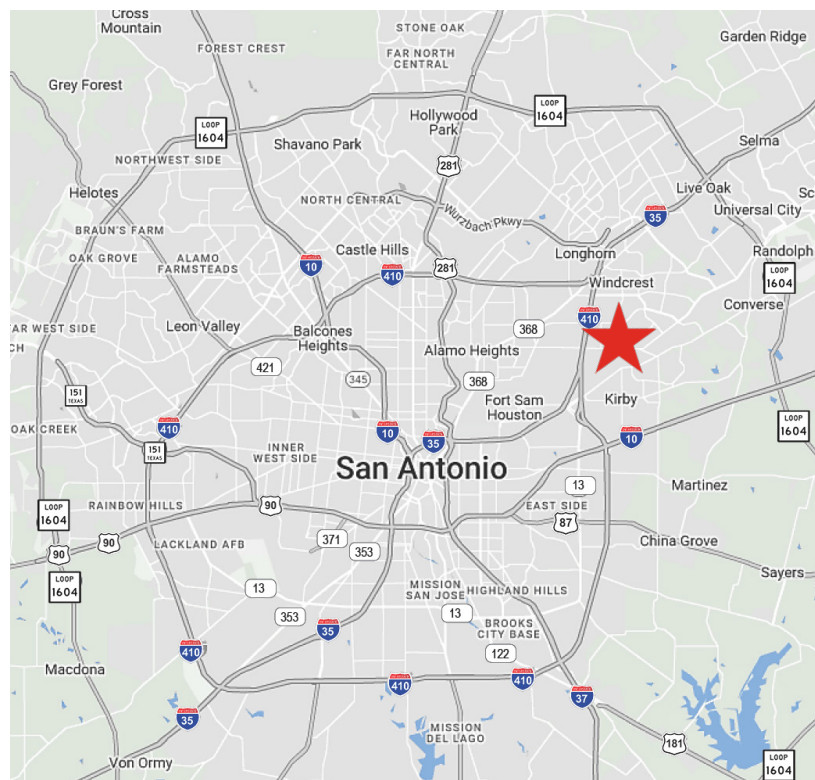 Cross
Mountain
STONE OAK
Garden Ridge
FOREST CREST
FAR NORTH
CENTRAL
Grey Forest
Hollywood
Park
LOOP
1604
LOOP
1604
Shavano Park
Selma
NORTHWEST SIDE
281
Live Oak
Helotes
NORTH CENTRAL
Wurzbach Pkwy
35
Universal City
BRAUN'S FARM
OAK GROVE
ALAMO
FARMSTEADS
Castle Hills
Longhorn
Randolph
10
410
281
Windcrest
LOOP
1604
Converse
410
FAR WEST SIDE
Leon Valley
Balcones
Heights
368
Alamo Heights
421
345
368
Fort Sam
Houston
Kirby
151
TEXAS
OAK CREEK
410
10
35
10
LOOP
1604
151
TEXAS
INNER
WEST SIDE
San Antonio
13
Martinez
RAINBOW HILLS
90
EAST SIDE
87
LOOP
1604
LACKLAND AFB
371
353
China Grove
90
90
LOOP
1604
13
353
MISSION
SAN JOSE
HIGHLAND HILLS
Sayers
13
BROOKS
CITY BASE
35
122
410
Macdona
410
410
37
35
MISSION
DEL LAGO
181
Von Ormy
LOOP
1604